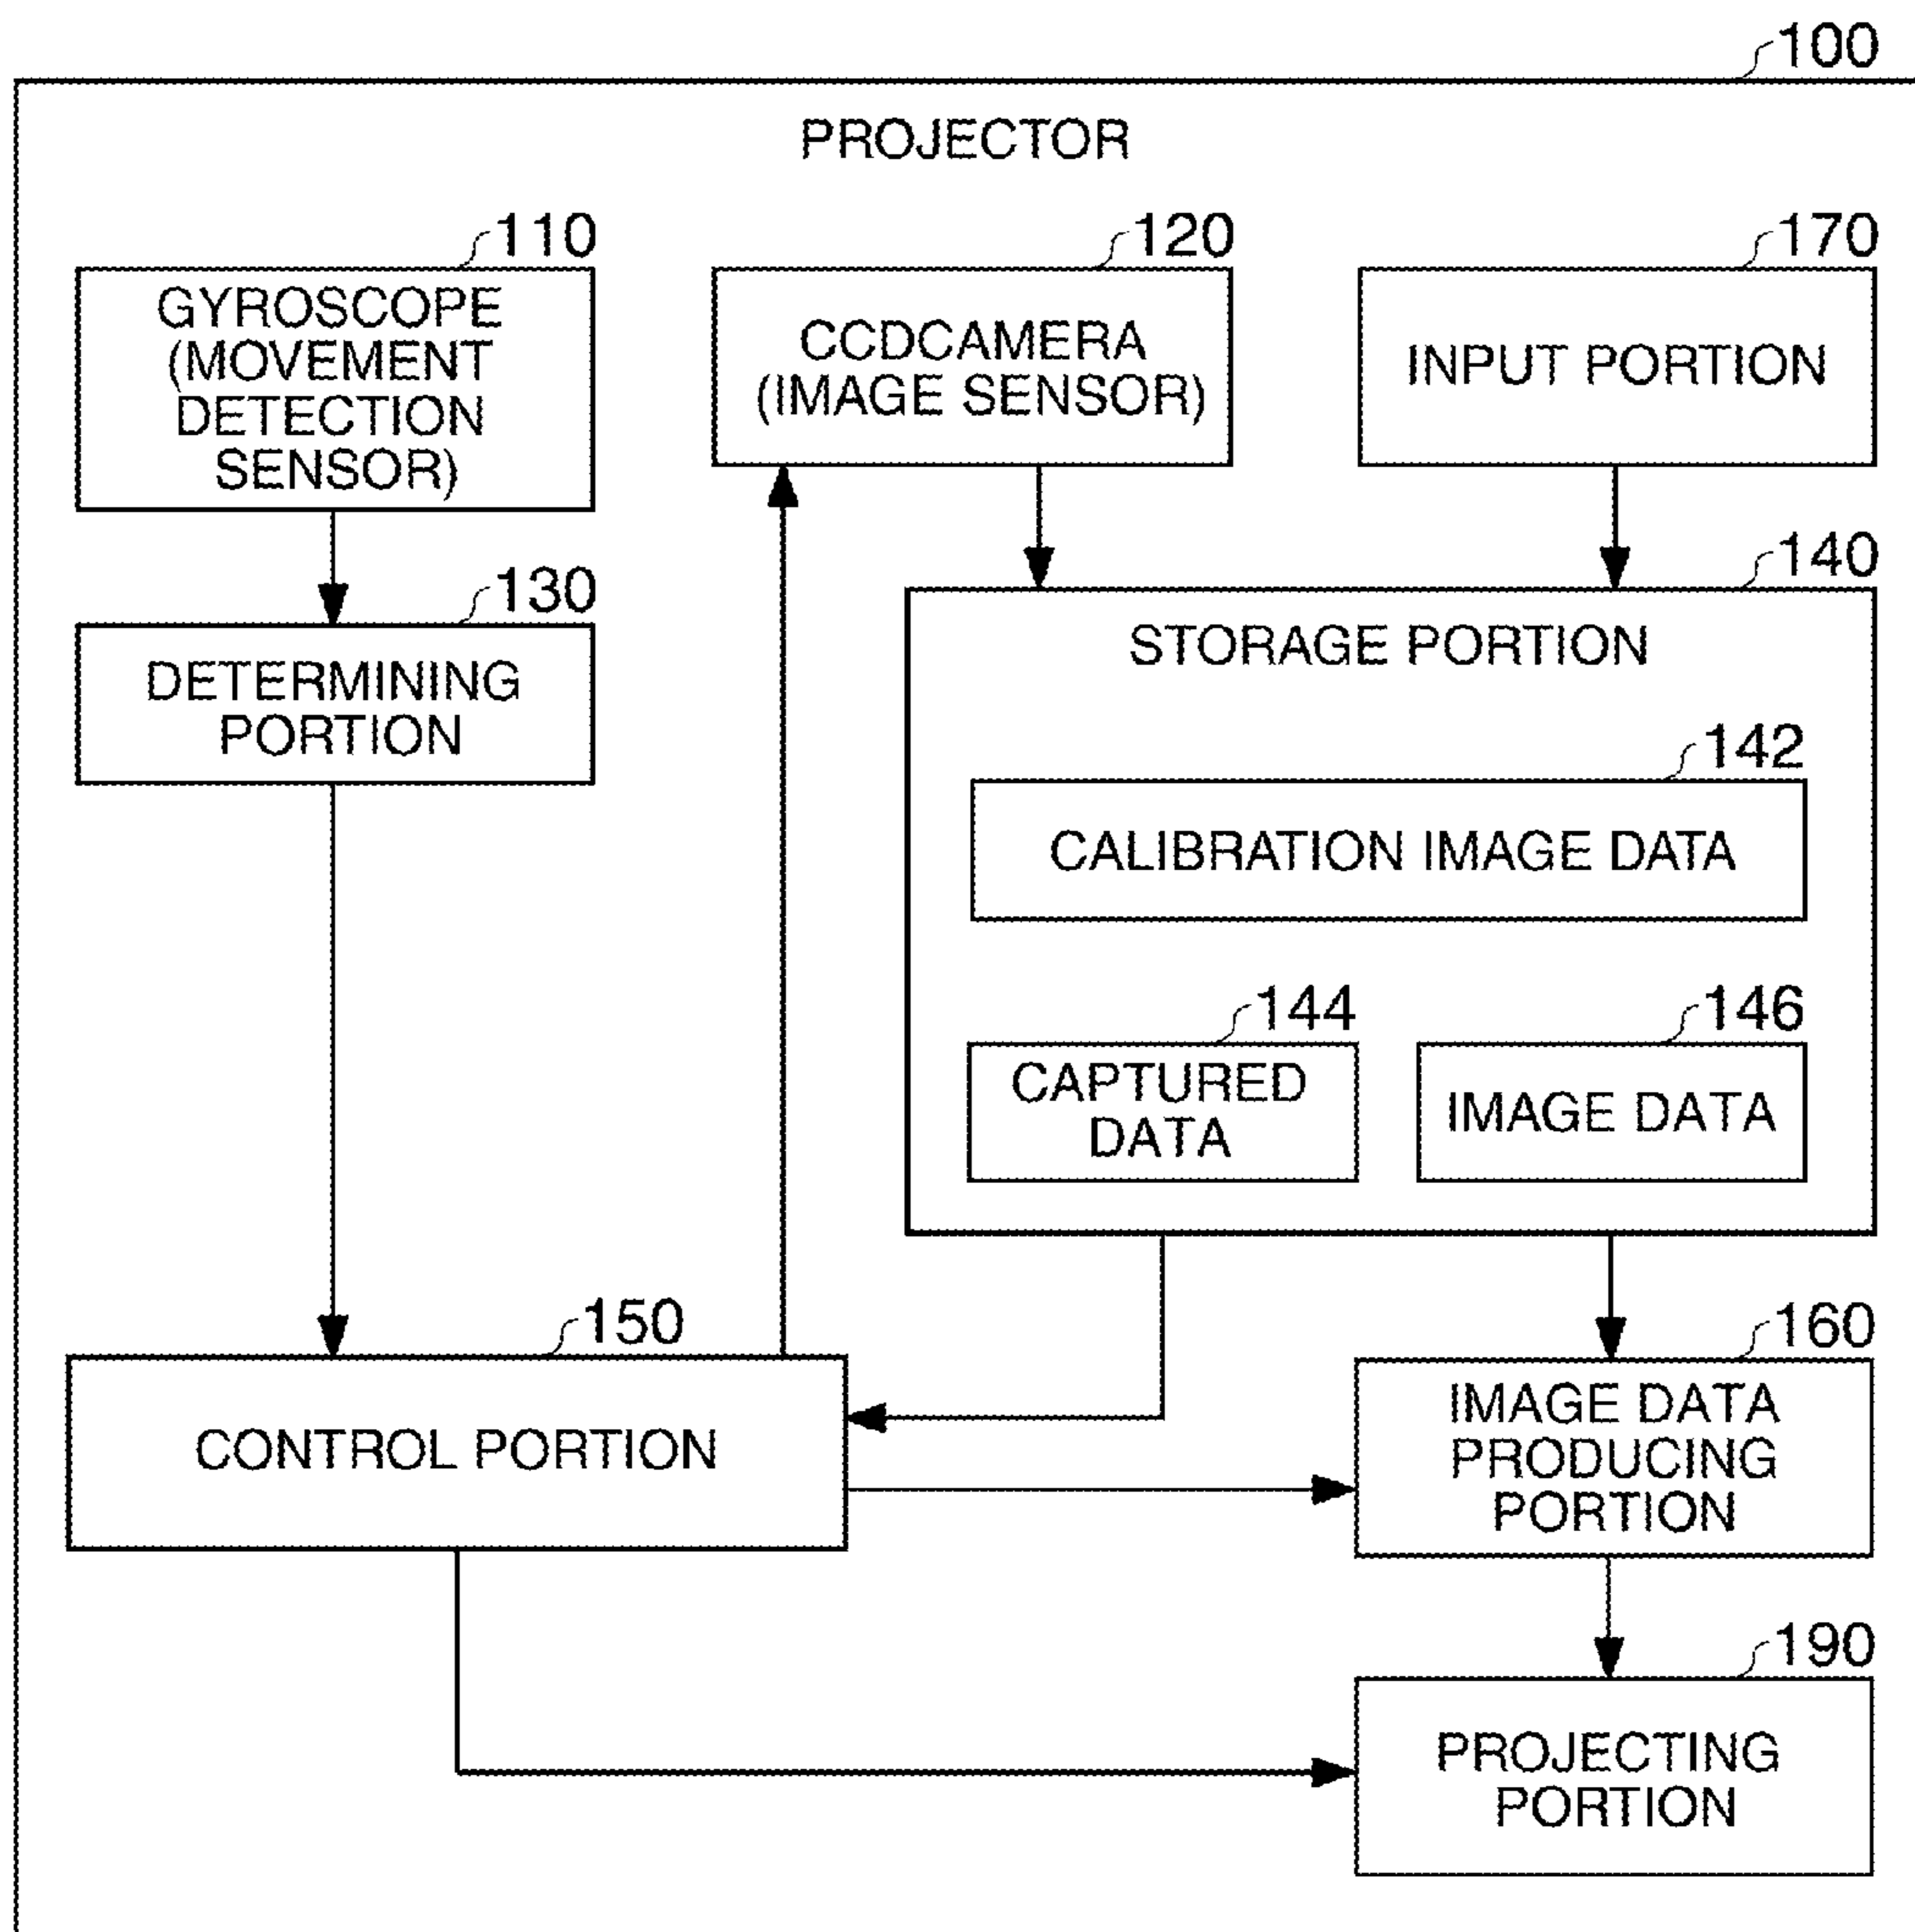 100
PROJECTOR
110
GYROSCOPE
(MOVEMENT
DETECTION
SENSOR)
120
CCDCAMERA
(IMAGE SENSOR)
170
INPUT PORTION
130
DETERMINING
PORTION
140
STORAGE PORTION
142
CALIBRATION IMAGE DATA
144
CAPTURED
DATA
146
IMAGE DATA
150
CONTROL PORTION
160
IMAGE DATA
PRODUCING
PORTION
190
PROJECTING
PORTION